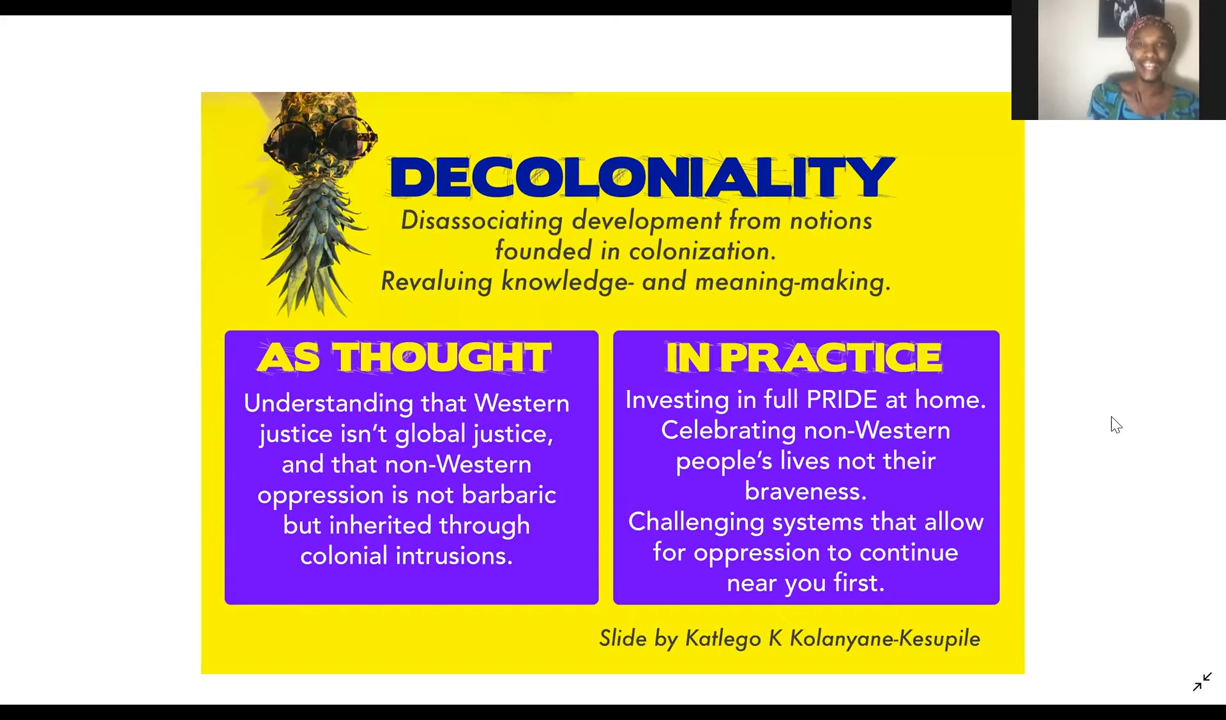 DECOLONIALITY
Disassociating development from notions
founded in colonization.
Revaluing knowledge- and meaning-making.
AS THOUGHT
Understanding that Western
justice isn't global justice,
and that non-Western
oppression is not barbaric
but inherited through
colonial intrusions.
IN PRACTICE
Investing in full PRIDE at home.
Celebrating non-Western
people's lives not their
braveness.
Challenging systems that allow
for oppression to continue
near you first.
Slide by Katlego K Kolanyane-Kesupile